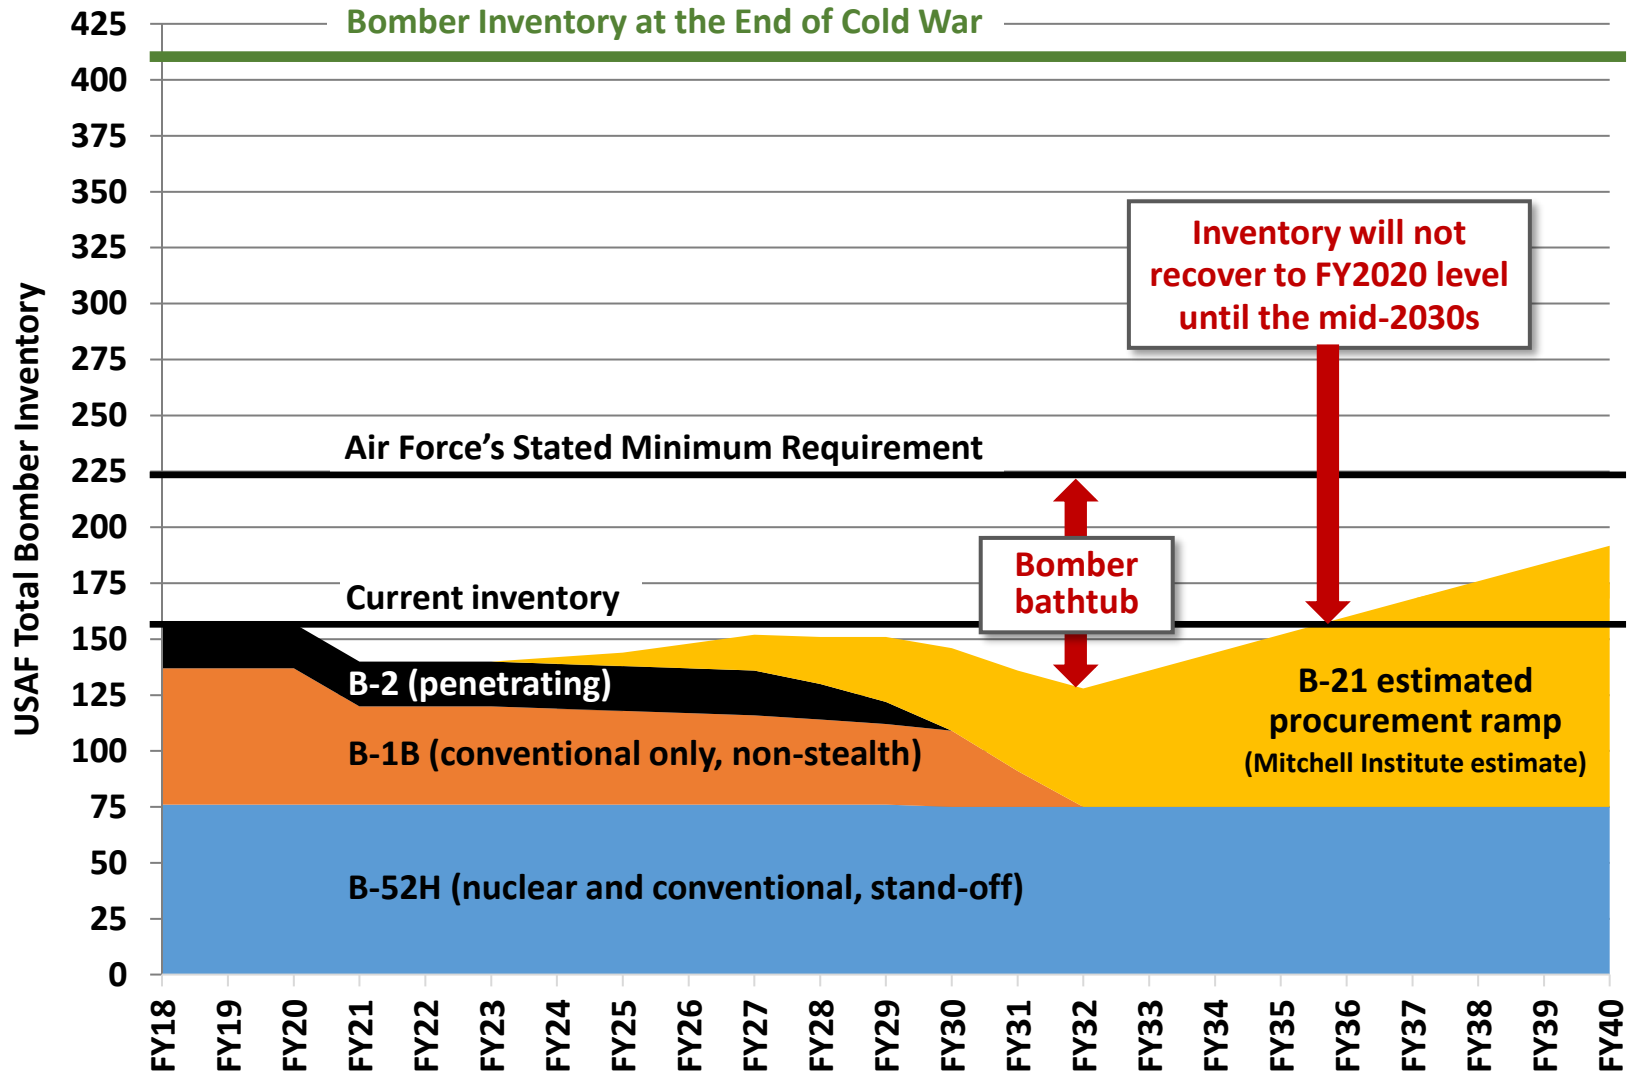 Bomber Inventory at the End of Cold War
425
400
375
350
325
300
275
250
225
200
175
150
125
100
75
50
25
0
USAF Total Bomber Inventory
Inventory will not
recover to FY2020 level
until the mid-2030s
Air Force’s Stated Minimum Requirement
Bomber
bathtub
Current inventory
B-2 (penetrating)
B-21 estimated
procurement ramp
(Mitchell Institute estimate)
B-1B (conventional only, non-stealth)
B-52H (nuclear and conventional, stand-off)
FY18
FY19
FY20
FY21
FY22
FY23
FY24
FY25
FY26
FY27
FY28
FY29
FY30
FY31
FY32
FY33
FY34
FY35
FY36
FY37
FY38
FY39
FY40